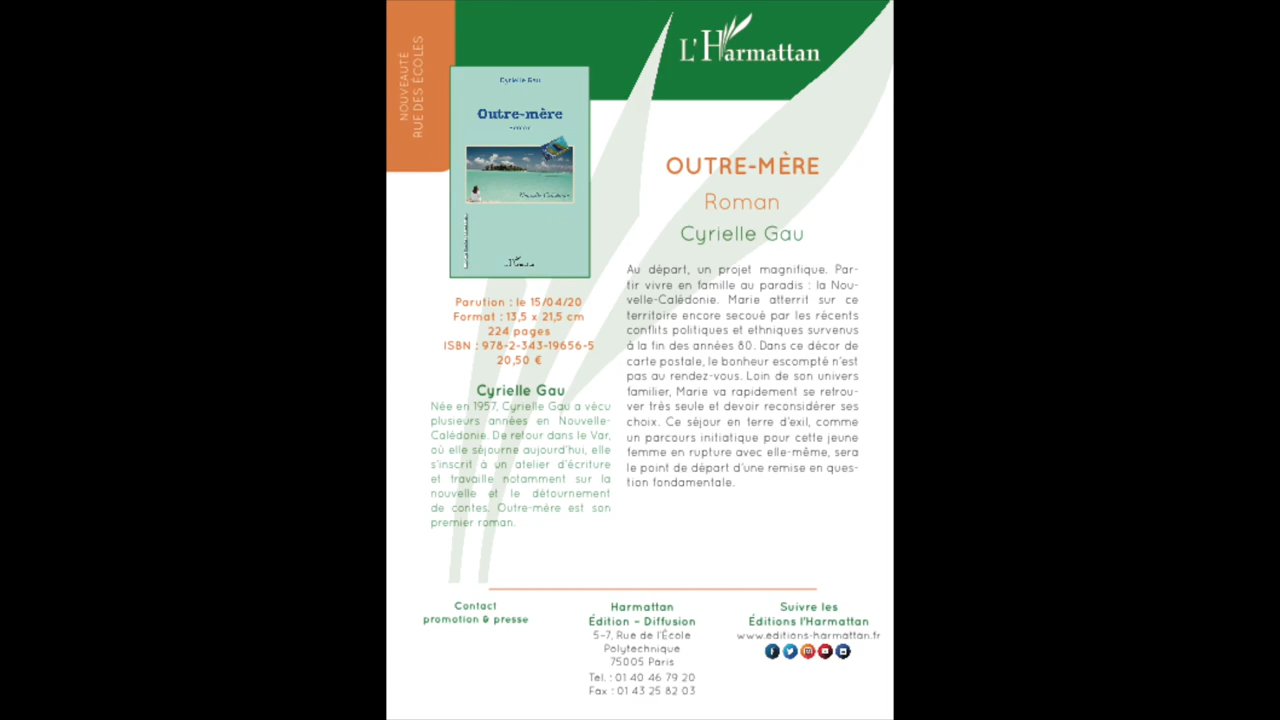 NOUVEAUTÉ
RUE DES ÉCOLES
L'Harmattan
Cyrielle Gau
Outre-mère
roman
Nouvelle Calédonie
L'Harmattan
Parution : le 15/04/20
Format : 13,5 x 21,5 cm
224 pages
ISBN : 978-2-343-19656-5
20,50 €
Cyrielle Gau
Née en 1957, Cyrielle Gau a vécu
plusieurs années en Nouvelle-
Calédonie. De retour dans le Var,
où elle séjourne aujourd'hui, elle
s'inscrit à un atelier d'écriture
et travaille notamment sur la
nouvelle et le détournement
de contes. Outre-mère est son
premier roman.
OUTRE-MÈRE
Roman
Cyrielle Gau
Au départ, un projet magnifique. Par-
tir vivre en famille au paradis : la Nou-
velle-Calédonie. Marie atterrit sur ce
territoire encore secoué par les récents
conflits politiques et ethniques survenus
à la fin des années 80. Dans ce décor de
carte postale, le bonheur escompté n'est
pas au rendez-vous. Loin de son univers
familier, Marie va rapidement se retrou-
ver très seule et devoir reconsidérer ses
choix. Ce séjour en terre d'exil, comme
un parcours initiatique pour cette jeune
femme en rupture avec elle-même, sera
le point de départ d'une remise en ques-
tion fondamentale.
Contact
promotion & presse
Harmattan
Édition – Diffusion
5-7, Rue de l'École
Polytechnique
75005 Paris
Tel. : 01 40 46 79 20
Fax : 01 43 25 82 03
Suivre les
Éditions l'Harmattan
www.editions-harmattan.fr